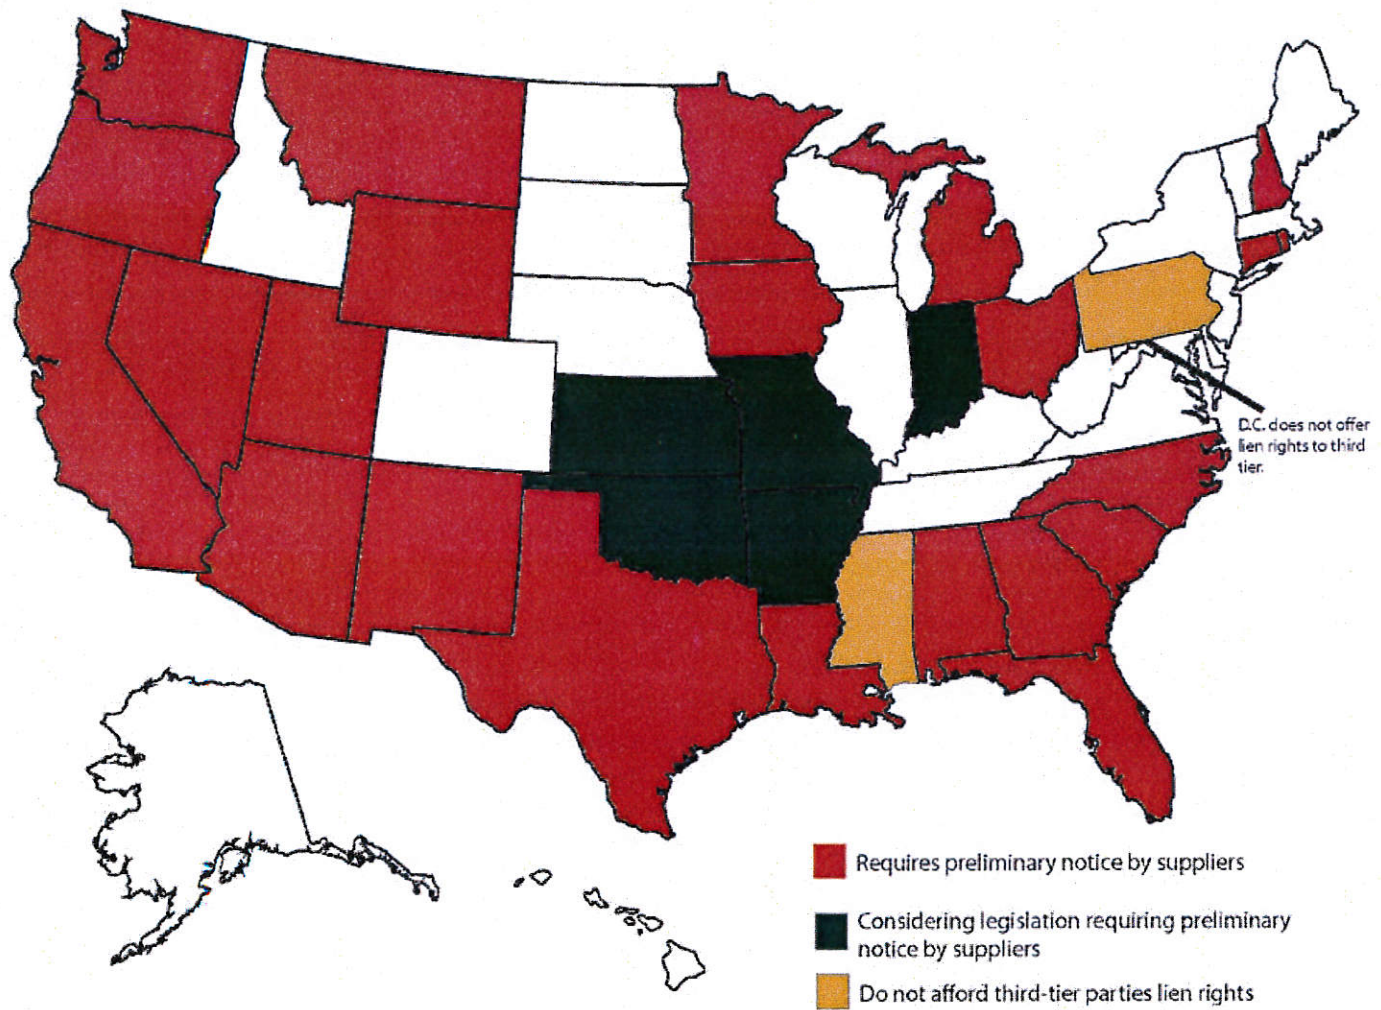 D.C. does not offer
lien rights to third
tier.
Requires preliminary notice by suppliers
Considering legislation requiring preliminary
notice by suppliers
Do not afford third-tier parties lien rights